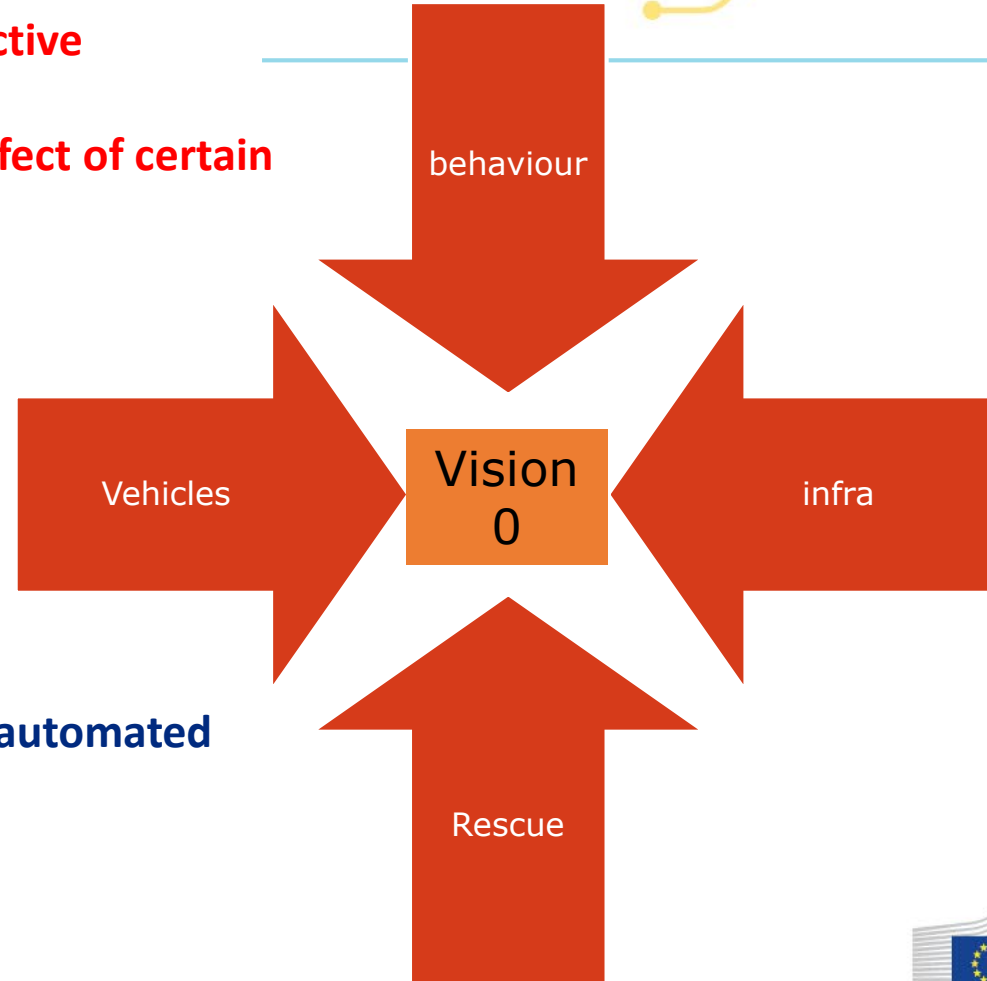 ctive
fect of certain
behaviour
Vehicles
Vision
0
infra
automated
Rescue